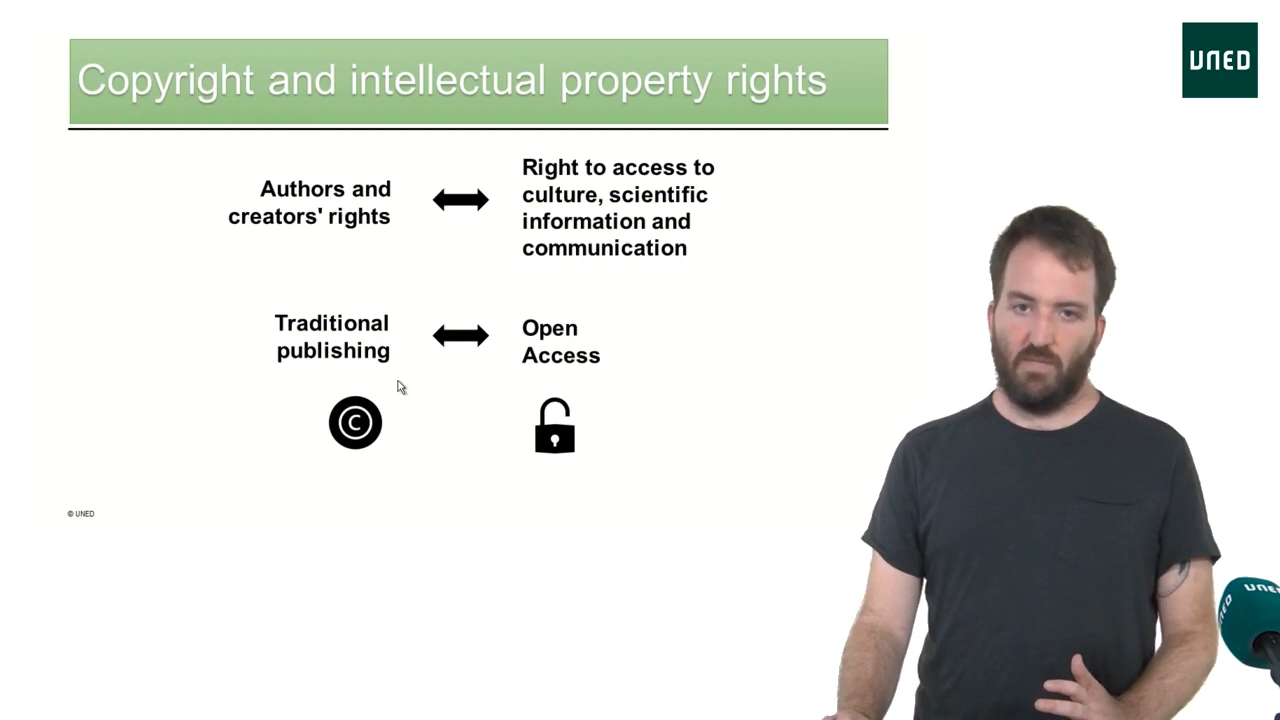 Copyright and intellectual property rights
UNED
Authors and
creators' rights
Right to access to
culture, scientific
information and
communication
Traditional
publishing
Open
Access
©
© UNED
UNED
UNED